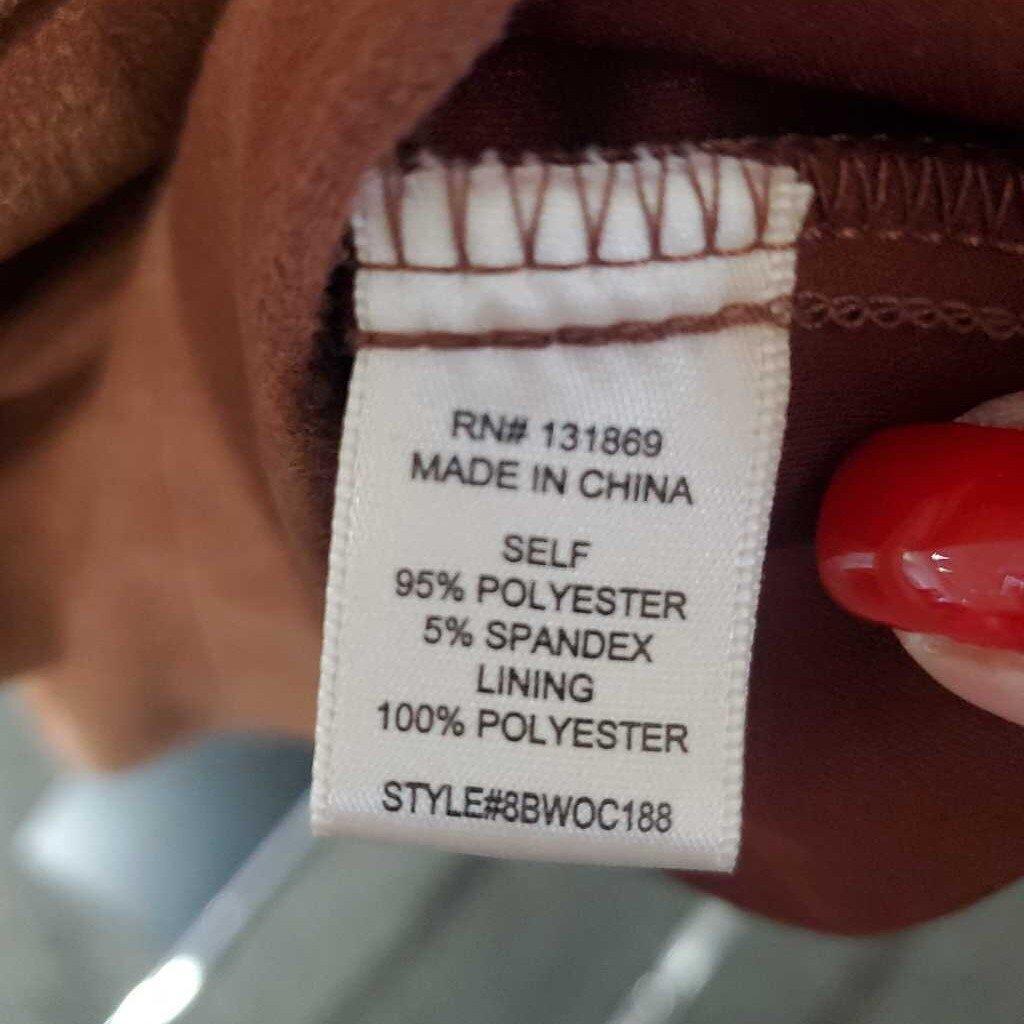 RN# 131869
MADE IN CHINA
SELF
95% POLYESTER
5% SPANDEX
LINING
100% POLYESTER
STYLE#8BWOC188